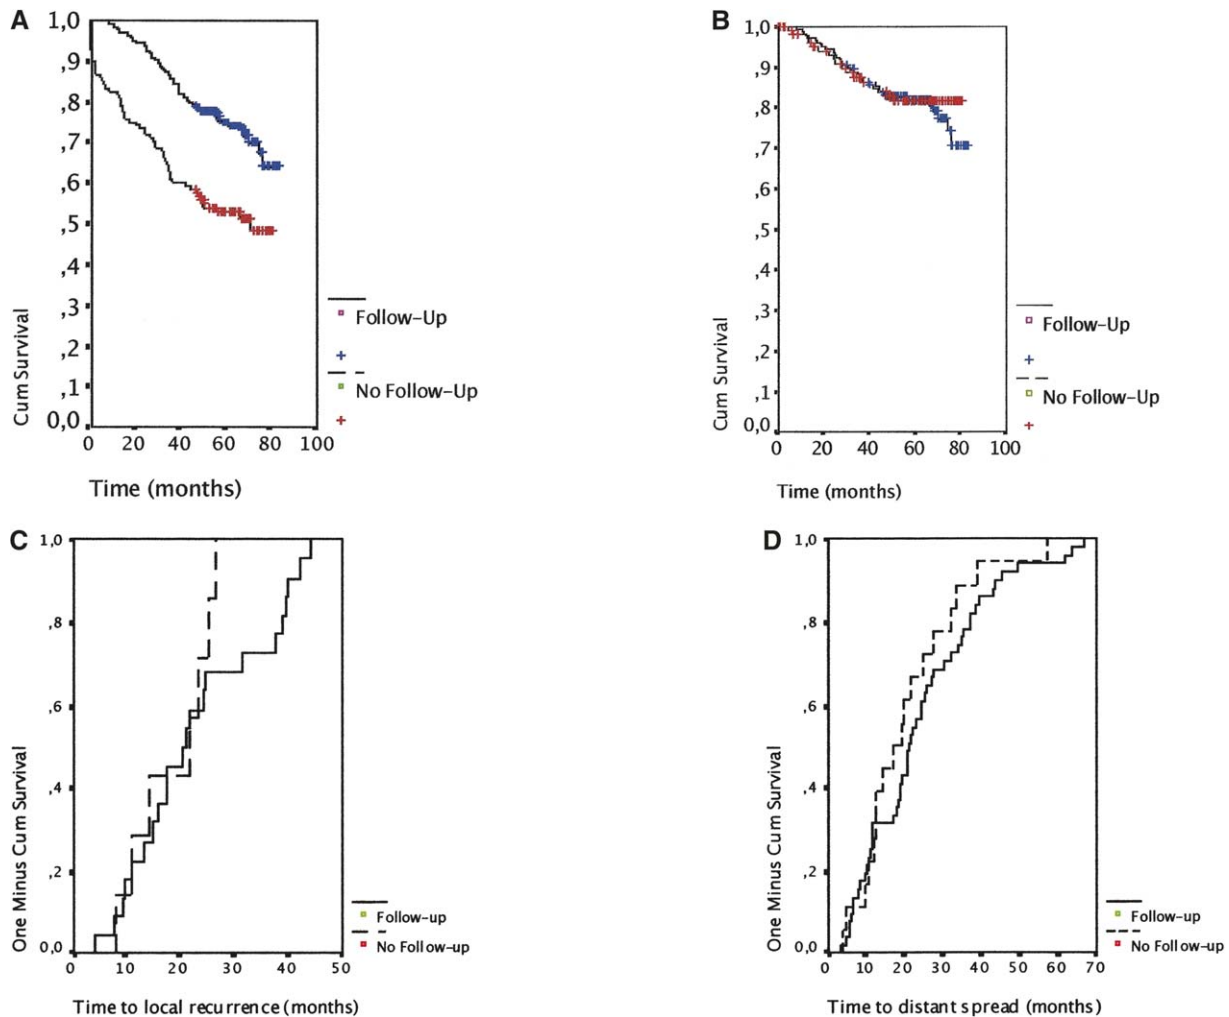 A
1,0
,9
,8
,7
,6
,5
,4
,3
,2
,1
0,0
Cum Survival
0 20 40 60 80 100
Time (months)
Follow-Up
No Follow-Up
B
1,0
,9
,8
,7
,6
,5
,4
,3
,2
,1
0,0
Cum Survival
0 20 40 60 80 100
Time (months)
Follow-Up
No Follow-Up
C
1,0
,8
,6
,4
,2
0,0
One Minus Cum Survival
0 10 20 30 40 50
Time to local recurrence (months)
Follow-up
No Follow-up
D
1,0
,8
,6
,4
,2
0,0
One Minus Cum Survival
0 10 20 30 40 50 60 70
Time to distant spread (months)
Follow-up
No Follow-up